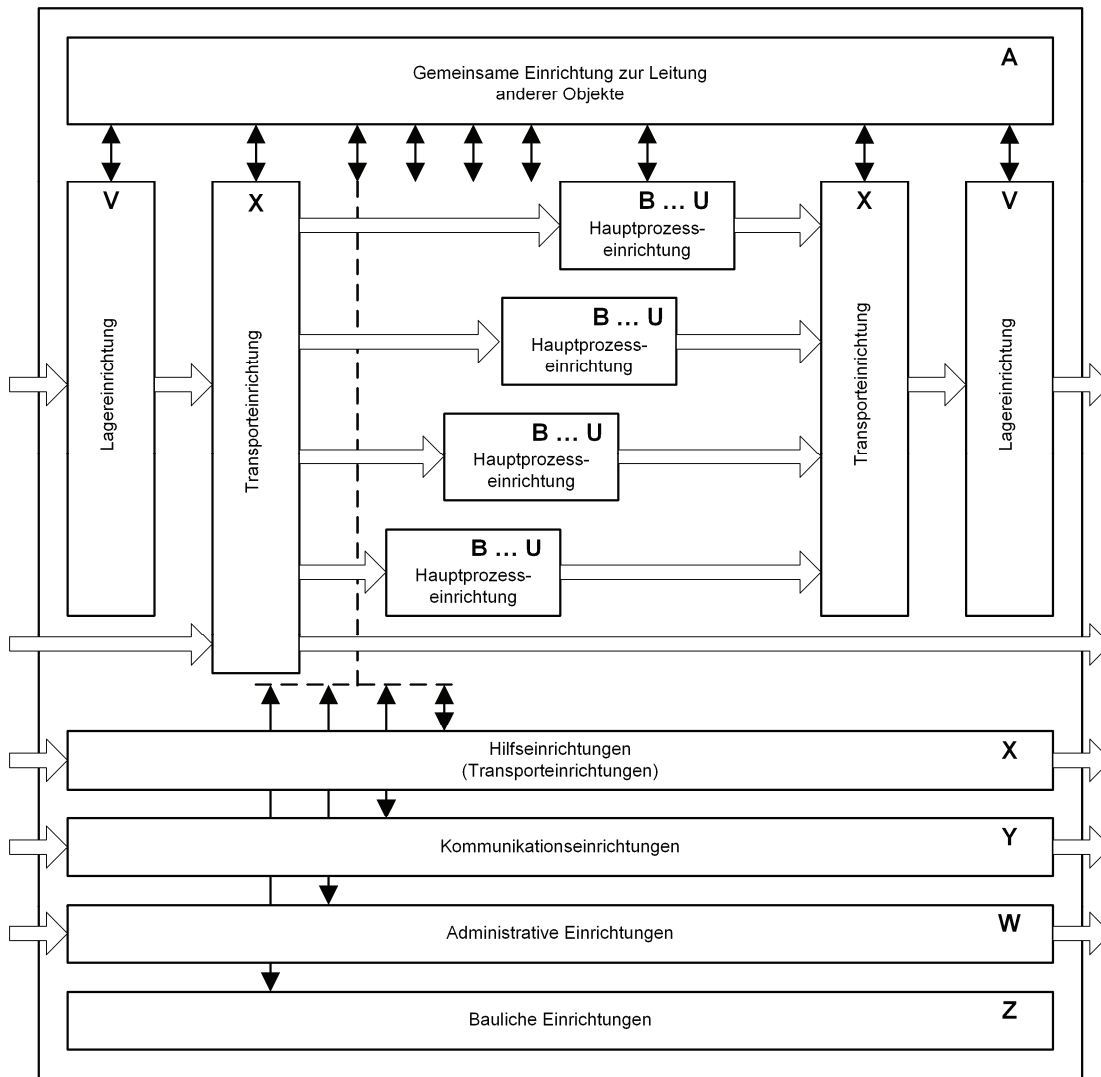 A
Gemeinsame Einrichtung zur Leitung
anderer Objekte
V
Lagereinrichtung
X
Transporteinrichtung
B … U
Hauptprozess-
einrichtung
B … U
Hauptprozess-
einrichtung
B … U
Hauptprozess-
einrichtung
B … U
Hauptprozess-
einrichtung
X
Transporteinrichtung
V
Lagereinrichtung
Hilfseinrichtungen
(Transporteinrichtungen)
X
Kommunikationseinrichtungen
Y
Administrative Einrichtungen
W
Bauliche Einrichtungen
Z